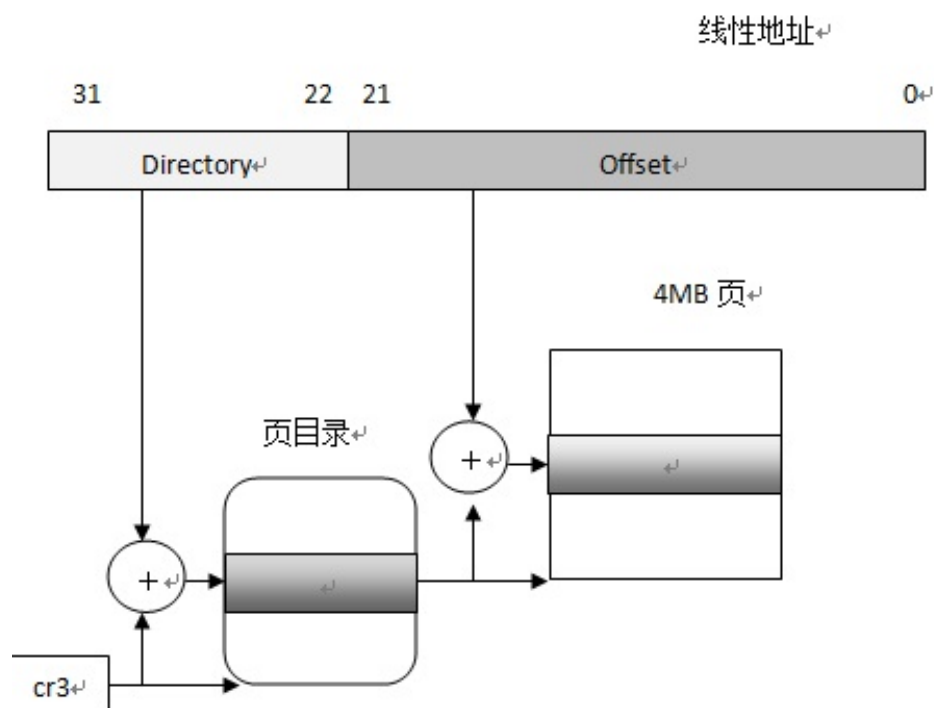 线性地址↵
31 22 21 0↵
Directory↵ Offset↵
4MB 页↵
页目录↵
+↵ ↵
+↵ ↵
cr3↵